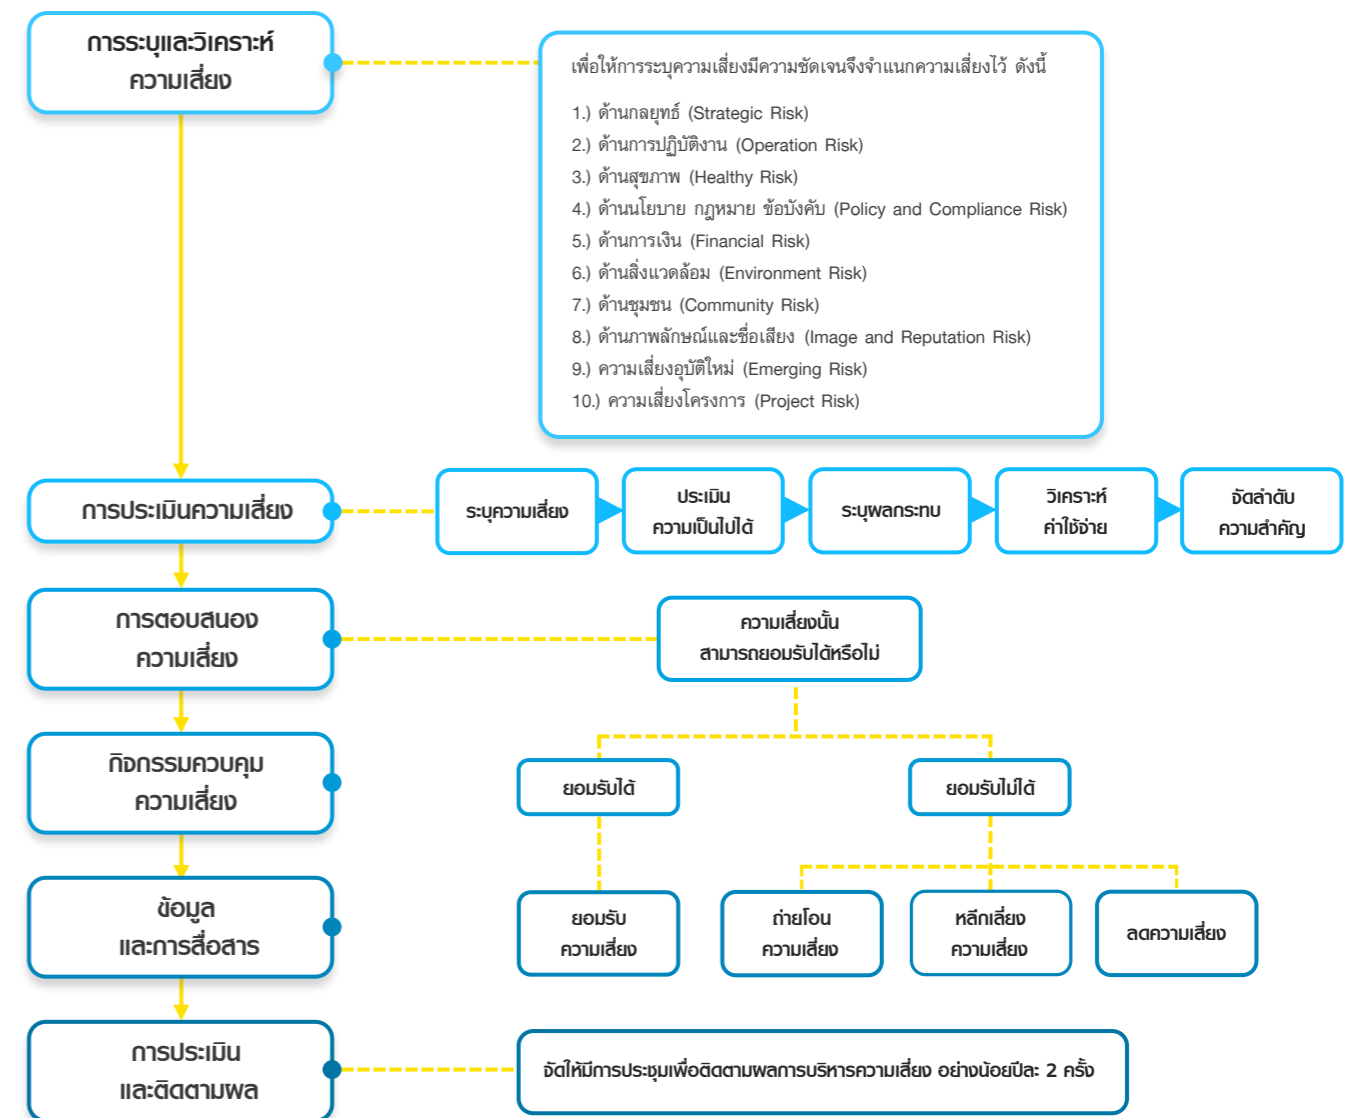 การระบุและวิเคราะห์
ความเสี่ยง
เพื่อให้การระบุความเสี่ยงมีความชัดเจนจึงจำแนกความเสี่ยงไว้ ดังนี้
1.) ด้านกลยุทธ์ (Strategic Risk)
2.) ด้านการปฏิบัติงาน (Operation Risk)
3.) ด้านสุขภาพ (Healthy Risk)
4.) ด้านนโยบาย กฎหมาย ข้อบังคับ (Policy and Compliance Risk)
5.) ด้านการเงิน (Financial Risk)
6.) ด้านสิ่งแวดล้อม (Environment Risk)
7.) ด้านชุมชน (Community Risk)
8.) ด้านภาพลักษณ์และชื่อเสียง (Image and Reputation Risk)
9.) ความเสี่ยงอุบัติใหม่ (Emerging Risk)
10.) ความเสี่ยงโครงการ (Project Risk)
การประเมินความเสี่ยง
ระบุความเสี่ยง
ประเมิน
ความเป็นไปได้
ระบุผลกระทบ
วิเคราะห์
ค่าใช้จ่าย
จัดลำดับ
ความสำคัญ
การตอบสนอง
ความเสี่ยง
ความเสี่ยงนั้น
สามารถยอมรับได้หรือไม่
กิจกรรมควบคุม
ความเสี่ยง
ยอมรับได้
ยอมรับไม่ได้
ข้อมูล
และการสื่อสาร
ยอมรับ
ความเสี่ยง
ถ่ายโอน
ความเสี่ยง
หลีกเลี่ยง
ความเสี่ยง
ลดความเสี่ยง
การประเมิน
และติดตามผล
จัดให้มีการประชุมเพื่อติดตามผลการบริหารความเสี่ยง อย่างน้อยปีละ 2 ครั้ง